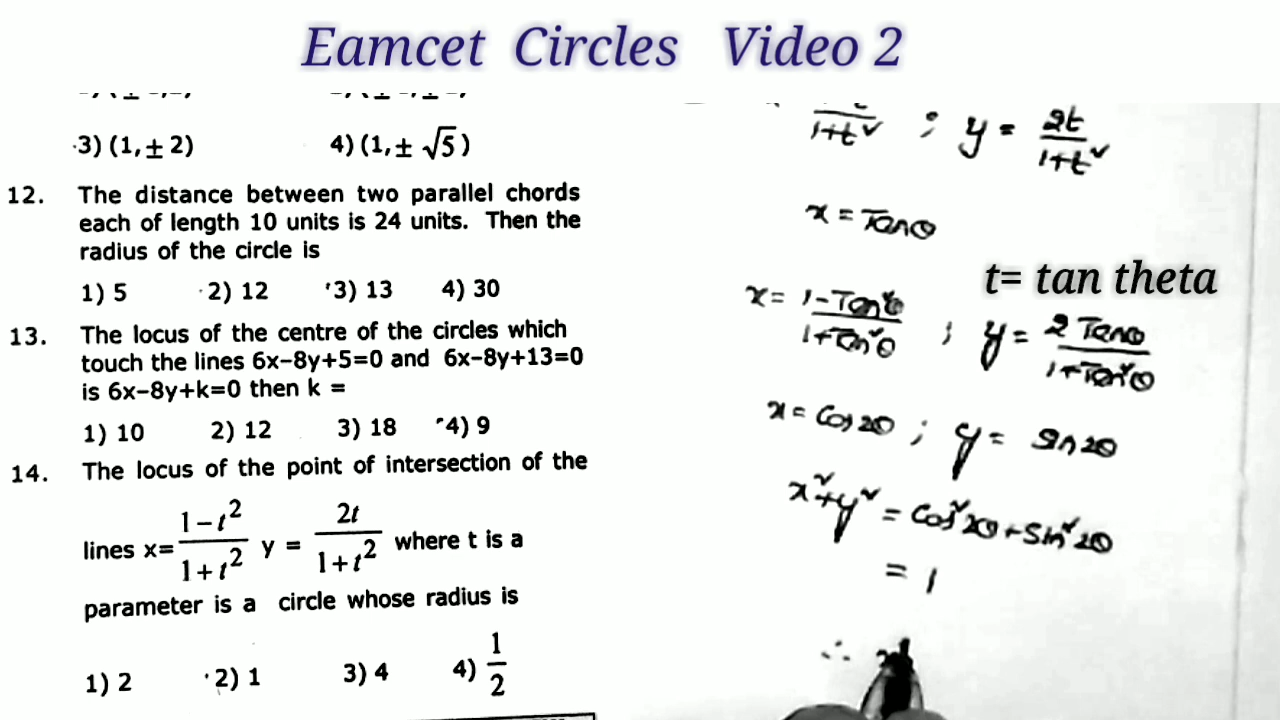 Eamcet Circles Video 2
3) (1, ± 2) 4) (1, ± √5)
12. The distance between two parallel chords
each of length 10 units is 24 units. Then the
radius of the circle is
1) 5 2) 12 3) 13 4) 30
13. The locus of the centre of the circles which
touch the lines 6x−8y+5=0 and 6x−8y+13=0
is 6x−8y+k=0 then k =
1) 10 2) 12 3) 18 4) 9
14. The locus of the point of intersection of the
lines x= (1−t²)/(1+t²) y = 2t/(1+t²) where t is a
parameter is a circle whose radius is
1) 2 2) 1 3) 4 4) 1/2
1+t² ; y = 2t/(1+t²)
x = Tanθ
t= tan theta
x = (1−Tan²θ)/(1+Tan²θ) ; y = 2 Tanθ/(1+Tan²θ)
x = Cos2θ ; y = Sin2θ
x²+y² = Cos²2θ+Sin²2θ
= 1
∴